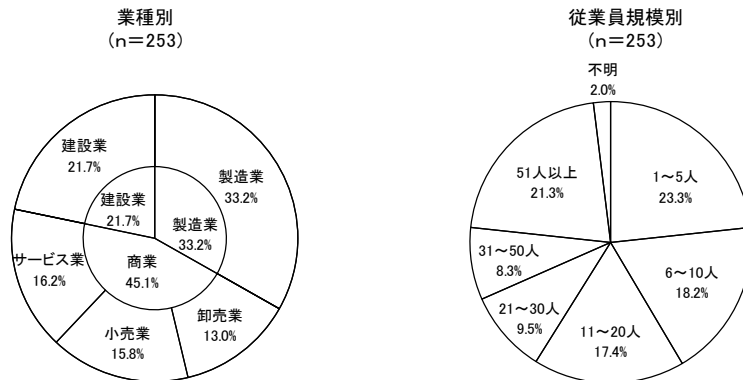 業種別
（n＝253）
建設業
21.7%
製造業
33.2%
建設業
21.7%
製造業
33.2%
サービス業
16.2%
商業
45.1%
卸売業
13.0%
小売業
15.8%
従業員規模別
（n＝253）
不明
2.0%
51人以上
21.3%
1～5人
23.3%
31～50人
8.3%
6～10人
18.2%
21～30人
9.5%
11～20人
17.4%